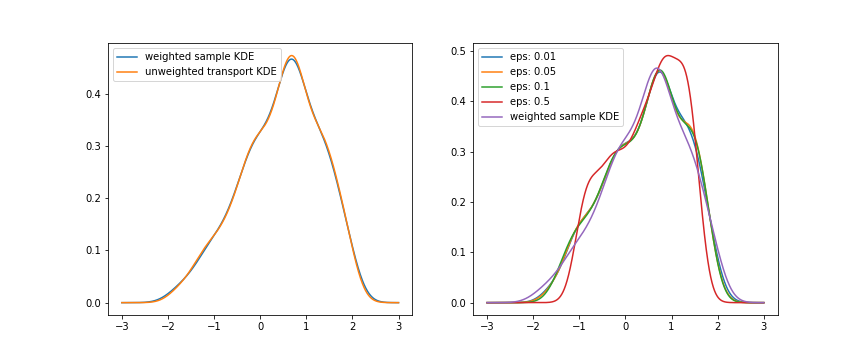 weighted sample KDE
unweighted transport KDE
0.4
0.3
0.2
0.1
0.0
−3 −2 −1 0 1 2 3
eps: 0.01
eps: 0.05
eps: 0.1
eps: 0.5
weighted sample KDE
0.5
0.4
0.3
0.2
0.1
0.0
−3 −2 −1 0 1 2 3